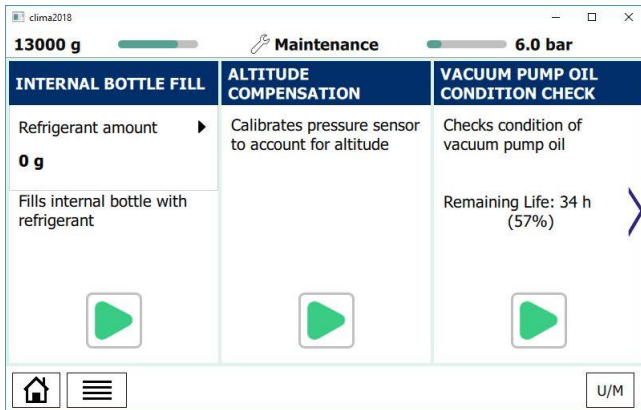 clima2018
13000 g
Maintenance
6.0 bar
INTERNAL BOTTLE FILL
Refrigerant amount
0 g
Fills internal bottle with
refrigerant
ALTITUDE
COMPENSATION
Calibrates pressure sensor
to account for altitude
VACUUM PUMP OIL
CONDITION CHECK
Checks condition of
vacuum pump oil
Remaining Life: 34 h
(57%)
U/M